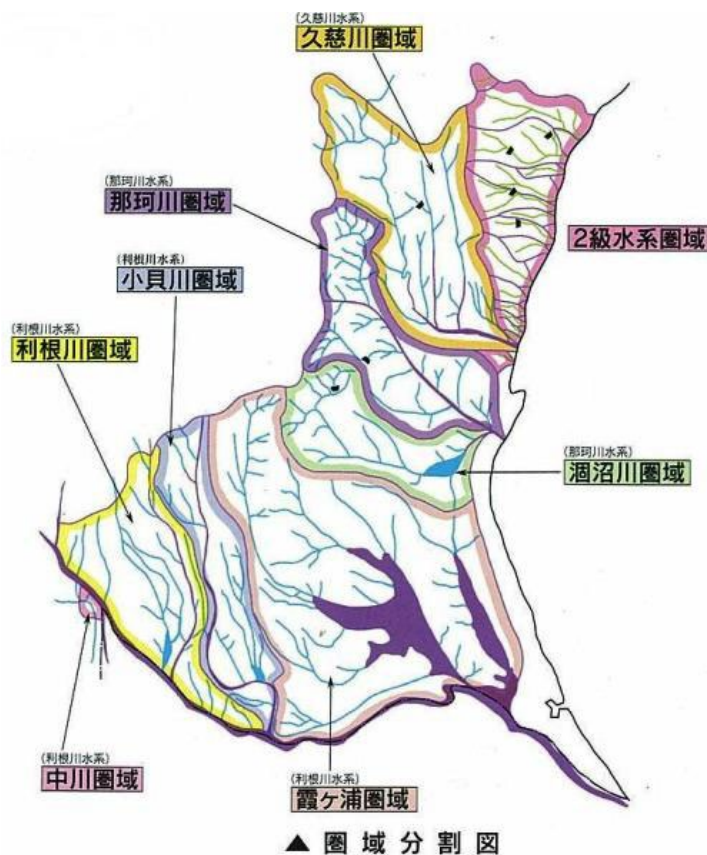 (久慈川水系)
久慈川圏域
(那珂川水系)
那珂川圏域
2級水系圏域
(利根川水系)
小貝川圏域
(利根川水系)
利根川圏域
(那珂川水系)
涸沼川圏域
(利根川水系)
中川圏域
(利根川水系)
霞ヶ浦圏域
▲圏域分割図